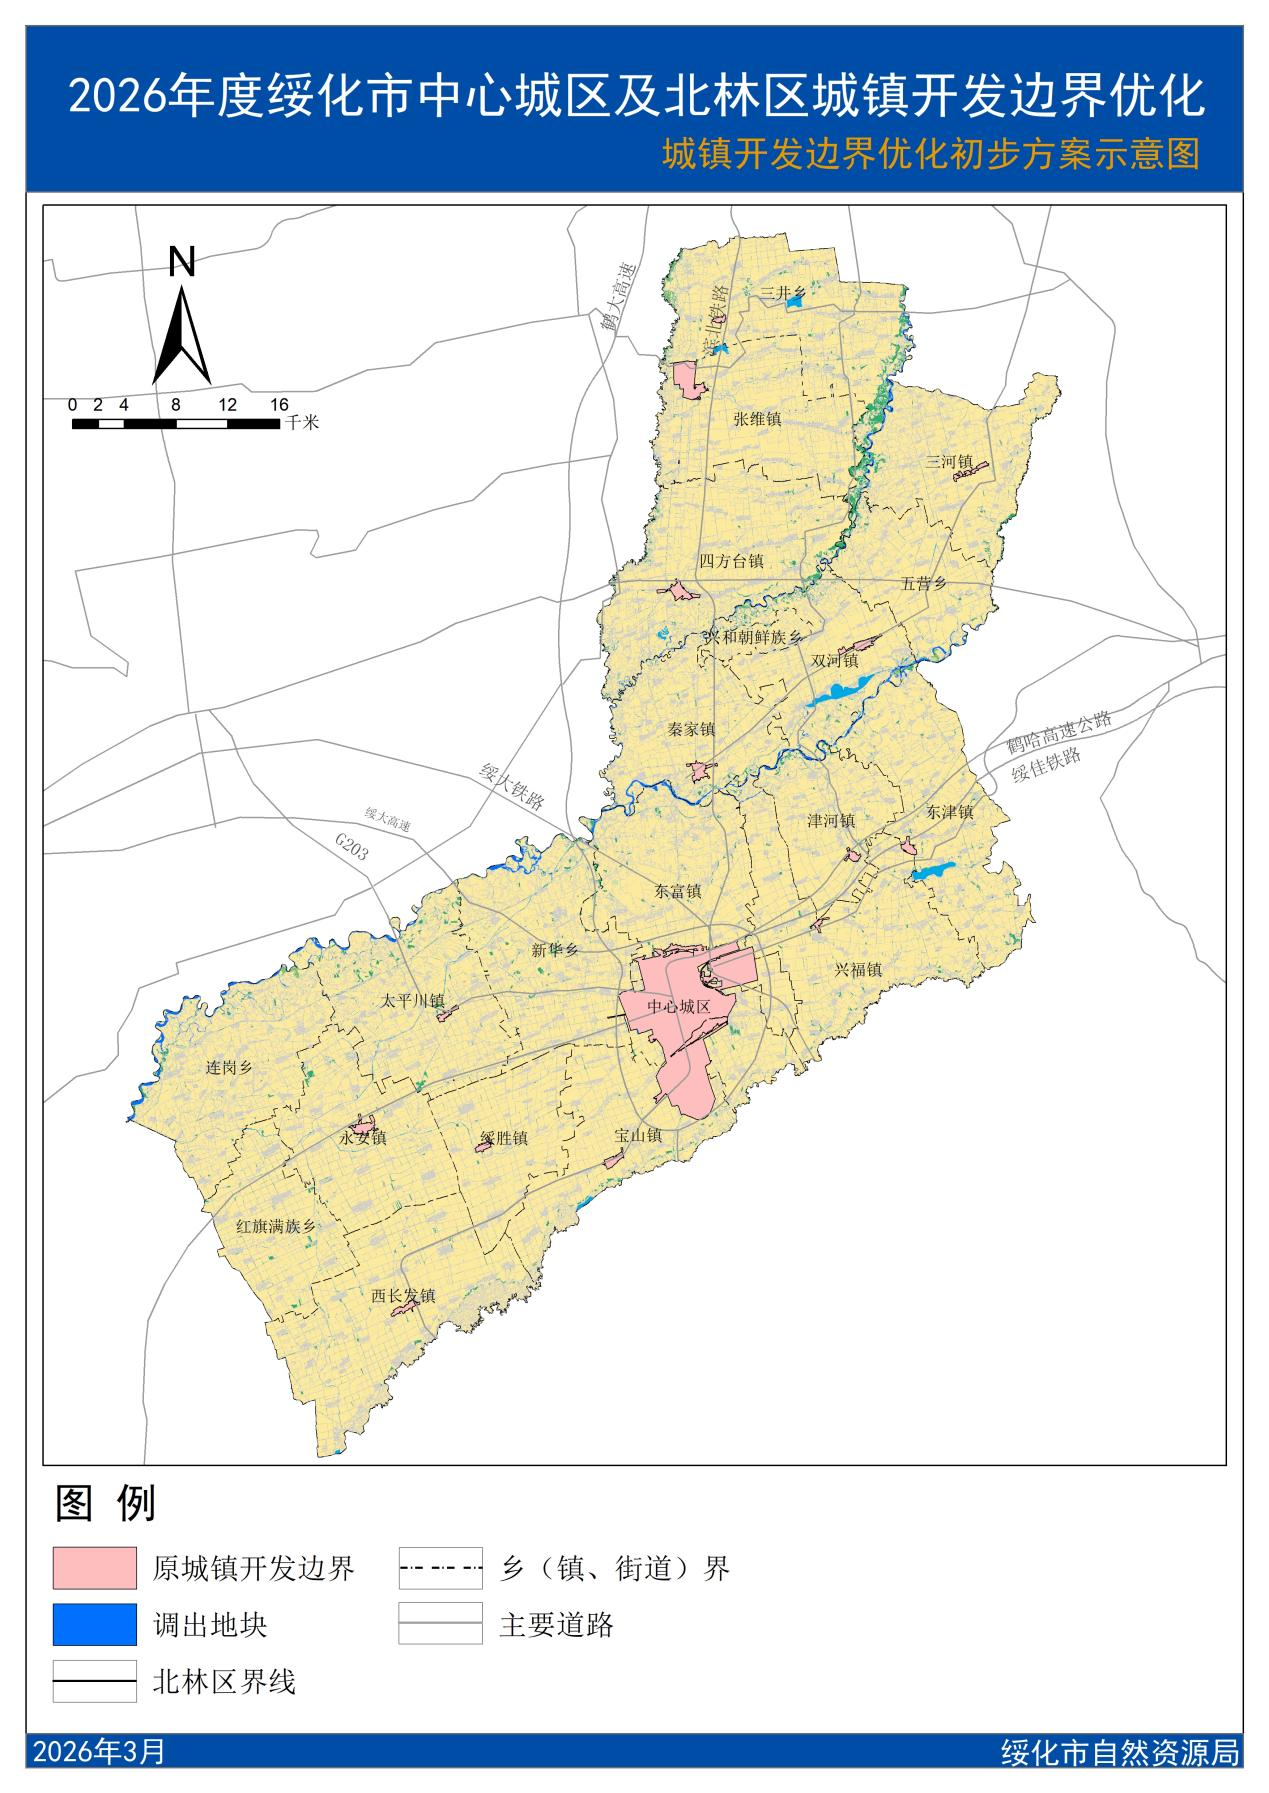 2026年度绥化市中心城区及北林区城镇开发边界优化
城镇开发边界优化初步方案示意图
N
0 2 4 8 12 16
千米
鹤大高速
滨北铁路
三井乡
张维镇
三河镇
四方台镇
五营乡
兴和朝鲜族乡
双河镇
秦家镇
鹤哈高速公路
绥佳铁路
绥大铁路
绥大高速
G203
津河镇
东津镇
东富镇
新华乡
兴福镇
太平川镇
中心城区
连岗乡
永安镇
绥胜镇
宝山镇
红旗满族乡
西长发镇
图 例
原城镇开发边界
乡（镇、街道）界
调出地块
主要道路
北林区界线
2026年3月
绥化市自然资源局